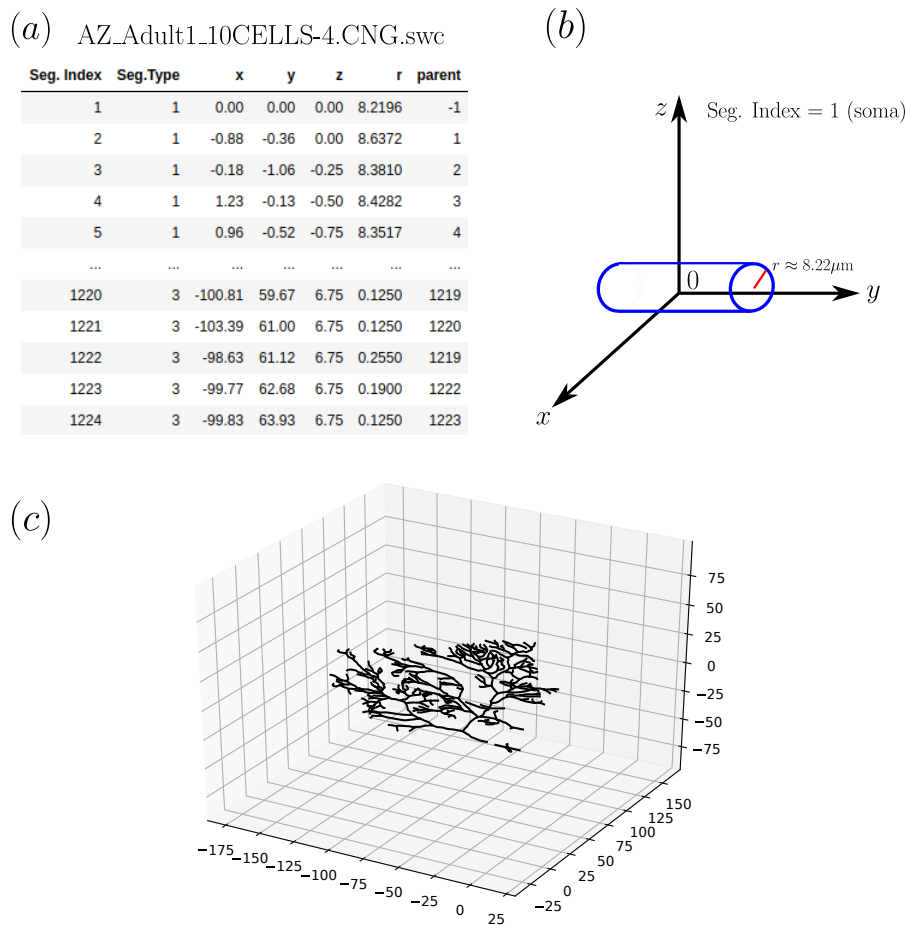 (a) AZ_Adult1_10CELLS-4.CNG.swc
Seg. Index Seg.Type x y z r parent
1 1 0.00 0.00 0.00 8.2196 -1
2 1 -0.88 -0.36 0.00 8.6372 1
3 1 -0.18 -1.06 -0.25 8.3810 2
4 1 1.23 -0.13 -0.50 8.4282 3
5 1 0.96 -0.52 -0.75 8.3517 4
... ... ... ... ... ... ...
1220 3 -100.81 59.67 6.75 0.1250 1219
1221 3 -103.39 61.00 6.75 0.1250 1220
1222 3 -98.63 61.12 6.75 0.2550 1219
1223 3 -99.77 62.68 6.75 0.1900 1222
1224 3 -99.83 63.93 6.75 0.1250 1223
(b)
z Seg. Index = 1 (soma)
r ≈ 8.22μm
0
y
x
(c)
75
50
25
0
−25
−50
−75
150
125
100
75
50
25
0
−25
−175
−150
−125
−100
−75
−50
−25
0
25